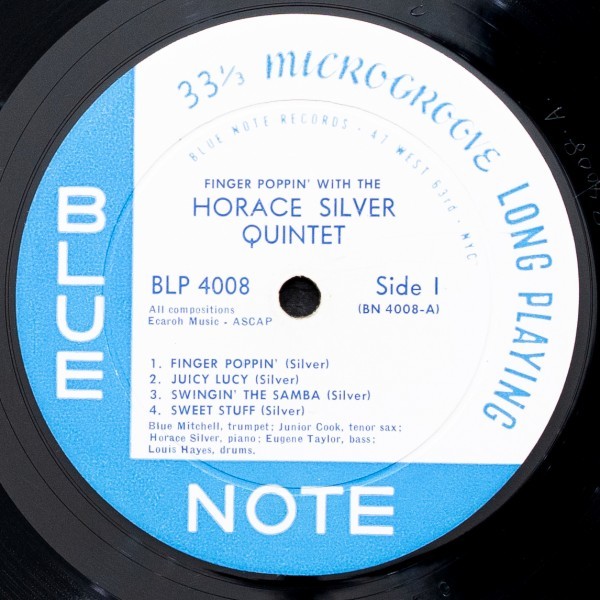 33⅓ MICROGROOVE LONG PLAYING
BLUE NOTE RECORDS · 47 WEST 63rd · NYC
FINGER POPPIN' WITH THE
HORACE SILVER
QUINTET
BLP 4008
Side 1
(BN 4008-A)
All compositions
Ecaroh Music - ASCAP
1. FINGER POPPIN' (Silver)
2. JUICY LUCY (Silver)
3. SWINGIN' THE SAMBA (Silver)
4. SWEET STUFF (Silver)
Blue Mitchell, trumpet; Junior Cook, tenor sax;
Horace Silver, piano; Eugene Taylor, bass;
Louis Hayes, drums.
BLUE
NOTE